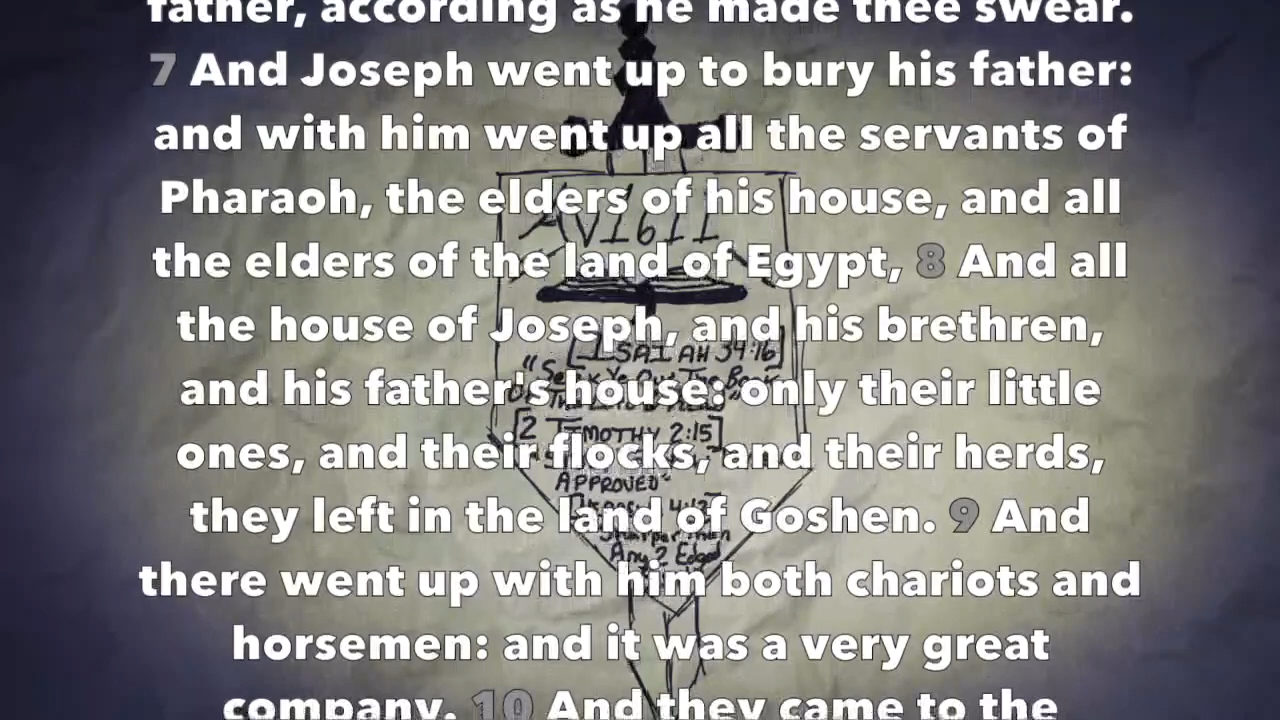 father, according as he made thee swear.
7 And Joseph went up to bury his father:
and with him went up all the servants of
Pharaoh, the elders of his house, and all
the elders of the land of Egypt, 8 And all
the house of Joseph, and his brethren,
and his father's house: only their little
ones, and their flocks, and their herds,
they left in the land of Goshen. 9 And
there went up with him both chariots and
horsemen: and it was a very great
company. 10 And they came to the
AV1611
[ISAIAH 34:16]
[2 TIMOTHY 2:15]
APPROVED"
Any 2 Edged